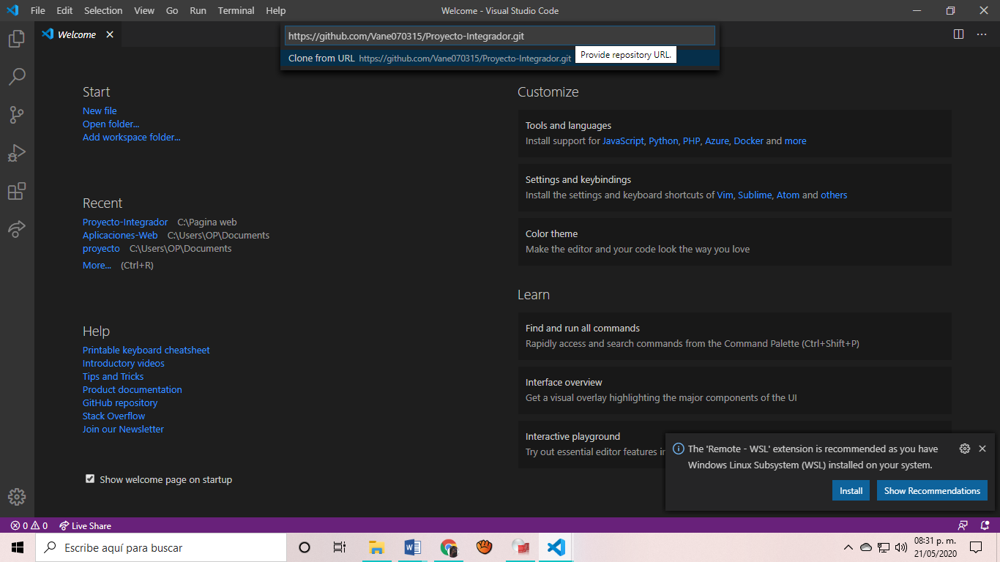 File Edit Selection View Go Run Terminal Help Welcome - Visual Studio Code
Welcome
https://github.com/Vane070315/Proyecto-Integrador.git
Clone from URL https://github.com/Vane070315/Proyecto-Integrador.git
Provide repository URL.
Start
New file
Open folder...
Add workspace folder...
Recent
Proyecto-Integrador C:\Pagina web
Aplicaciones-Web C:\Users\OP\Documents
proyecto C:\Users\OP\Documents
More... (Ctrl+R)
Help
Printable keyboard cheatsheet
Introductory videos
Tips and Tricks
Product documentation
GitHub repository
Stack Overflow
Join our Newsletter
Show welcome page on startup
Customize
Tools and languages
Install support for JavaScript, Python, PHP, Azure, Docker and more
Settings and keybindings
Install the settings and keyboard shortcuts of Vim, Sublime, Atom and others
Color theme
Make the editor and your code look the way you love
Learn
Find and run all commands
Rapidly access and search commands from the Command Palette (Ctrl+Shift+P)
Interface overview
Get a visual overlay highlighting the major components of the UI
Interactive playground
Try out essential editor features i
The 'Remote - WSL' extension is recommended as you have
Windows Linux Subsystem (WSL) installed on your system.
Install Show Recommendations
0 0 Live Share
Escribe aquí para buscar
08:31 p. m.
21/05/2020